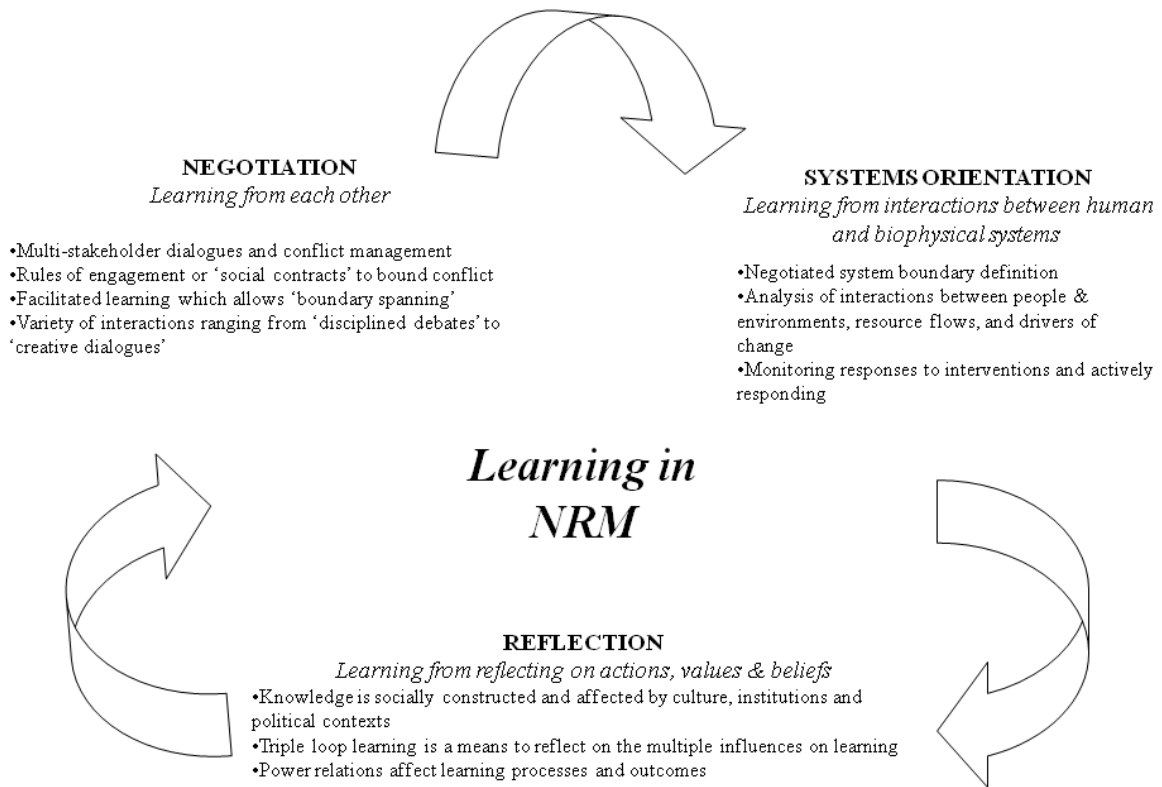 NEGOTIATION
Learning from each other
•Multi-stakeholder dialogues and conflict management
•Rules of engagement or ‘social contracts’ to bound conflict
•Facilitated learning which allows ‘boundary spanning’
•Variety of interactions ranging from ‘disciplined debates’ to
‘creative dialogues’
SYSTEMS ORIENTATION
Learning from interactions between human
and biophysical systems
•Negotiated system boundary definition
•Analysis of interactions between people &
environments, resource flows, and drivers of
change
•Monitoring responses to interventions and actively
responding
Learning in
NRM
REFLECTION
Learning from reflecting on actions, values & beliefs
•Knowledge is socially constructed and affected by culture, institutions and
political contexts
•Triple loop learning is a means to reflect on the multiple influences on learning
•Power relations affect learning processes and outcomes